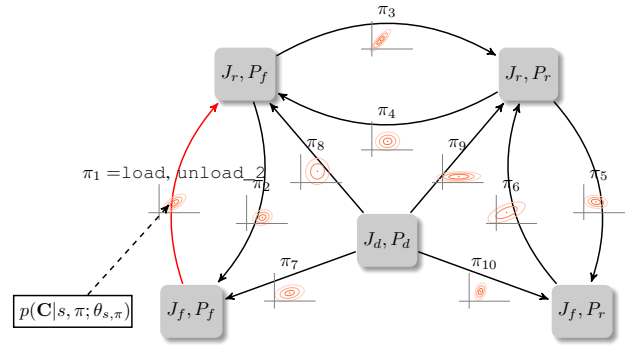 π₃
J_r, P_f
J_r, P_r
π₄
π₈
π₉
π₁ =load, unload_2
π₂
π₆
π₅
J_d, P_d
π₇
π₁₀
p(C|s, π; θ_{s,π})
J_f, P_f
J_f, P_r